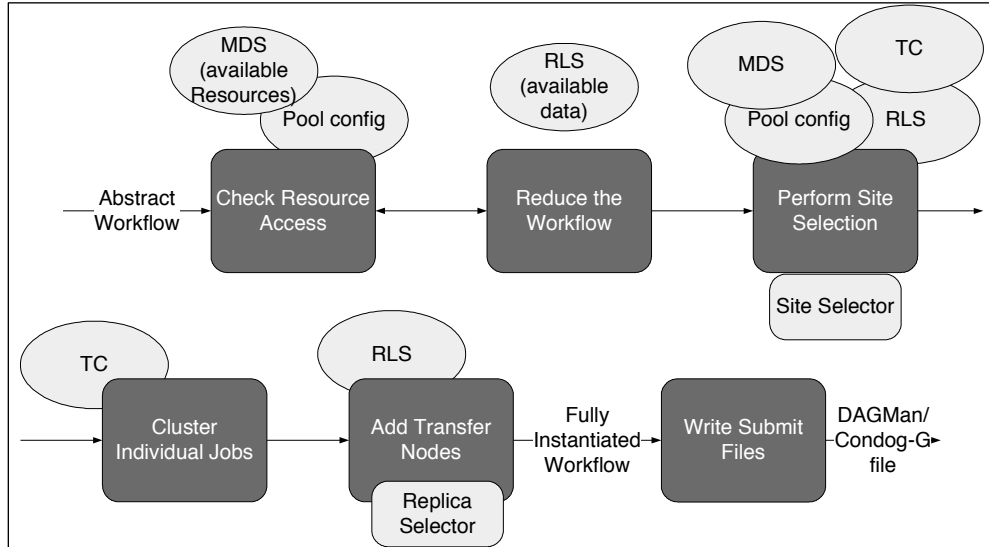 MDS
(available
Resources)
Pool config
RLS
(available
data)
MDS
TC
Pool config
RLS
Abstract
Workflow
Check Resource
Access
Reduce the
Workflow
Perform Site
Selection
Site Selector
TC
RLS
Cluster
Individual Jobs
Add Transfer
Nodes
Replica
Selector
Fully
Instantiated
Workflow
Write Submit
Files
DAGMan/
Condog-G
file